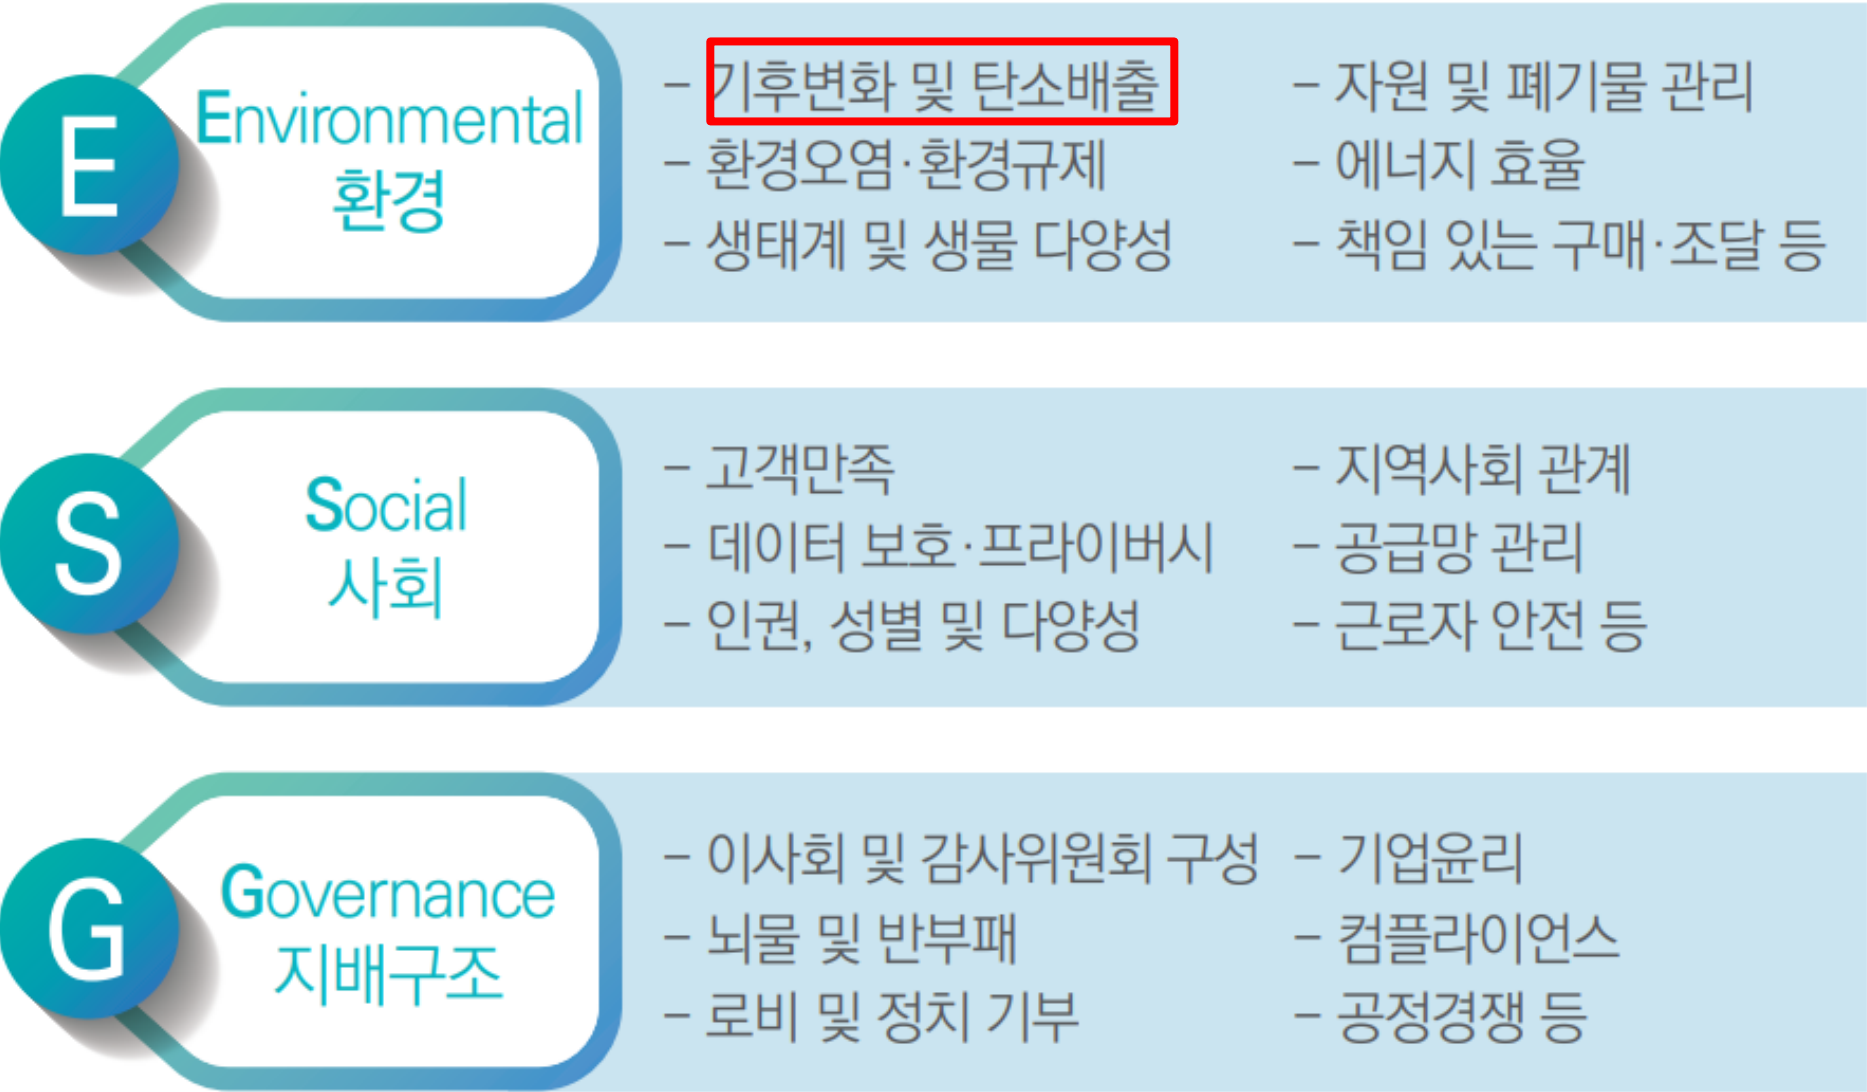 E
Environmental
환경
- 기후변화 및 탄소배출
- 환경오염·환경규제
- 생태계 및 생물 다양성
- 자원 및 폐기물 관리
- 에너지 효율
- 책임 있는 구매·조달 등
S
Social
사회
- 고객만족
- 데이터 보호·프라이버시
- 인권, 성별 및 다양성
- 지역사회 관계
- 공급망 관리
- 근로자 안전 등
G
Governance
지배구조
- 이사회 및 감사위원회 구성
- 뇌물 및 반부패
- 로비 및 정치 기부
- 기업윤리
- 컴플라이언스
- 공정경쟁 등